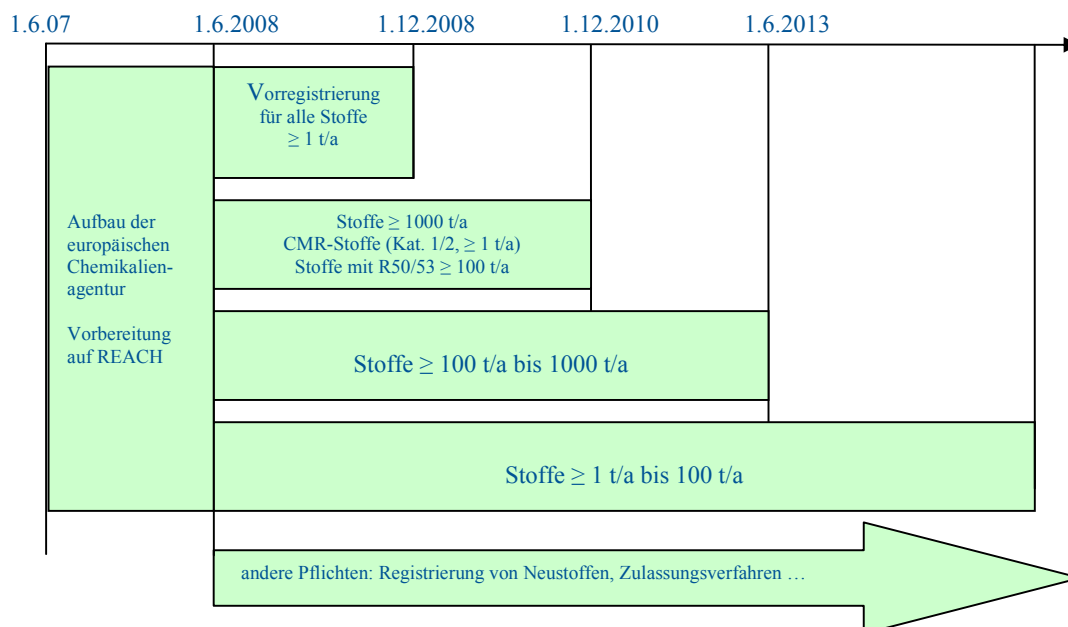 1.6.07 1.6.2008 1.12.2008 1.12.2010 1.6.2013
Vorregistrierung
für alle Stoffe
≥ 1 t/a
Aufbau der
europäischen
Chemikalien-
agentur
Vorbereitung
auf REACH
Stoffe ≥ 1000 t/a
CMR-Stoffe (Kat. 1/2, ≥ 1 t/a)
Stoffe mit R50/53 ≥ 100 t/a
Stoffe ≥ 100 t/a bis 1000 t/a
Stoffe ≥ 1 t/a bis 100 t/a
andere Pflichten: Registrierung von Neustoffen, Zulassungsverfahren …